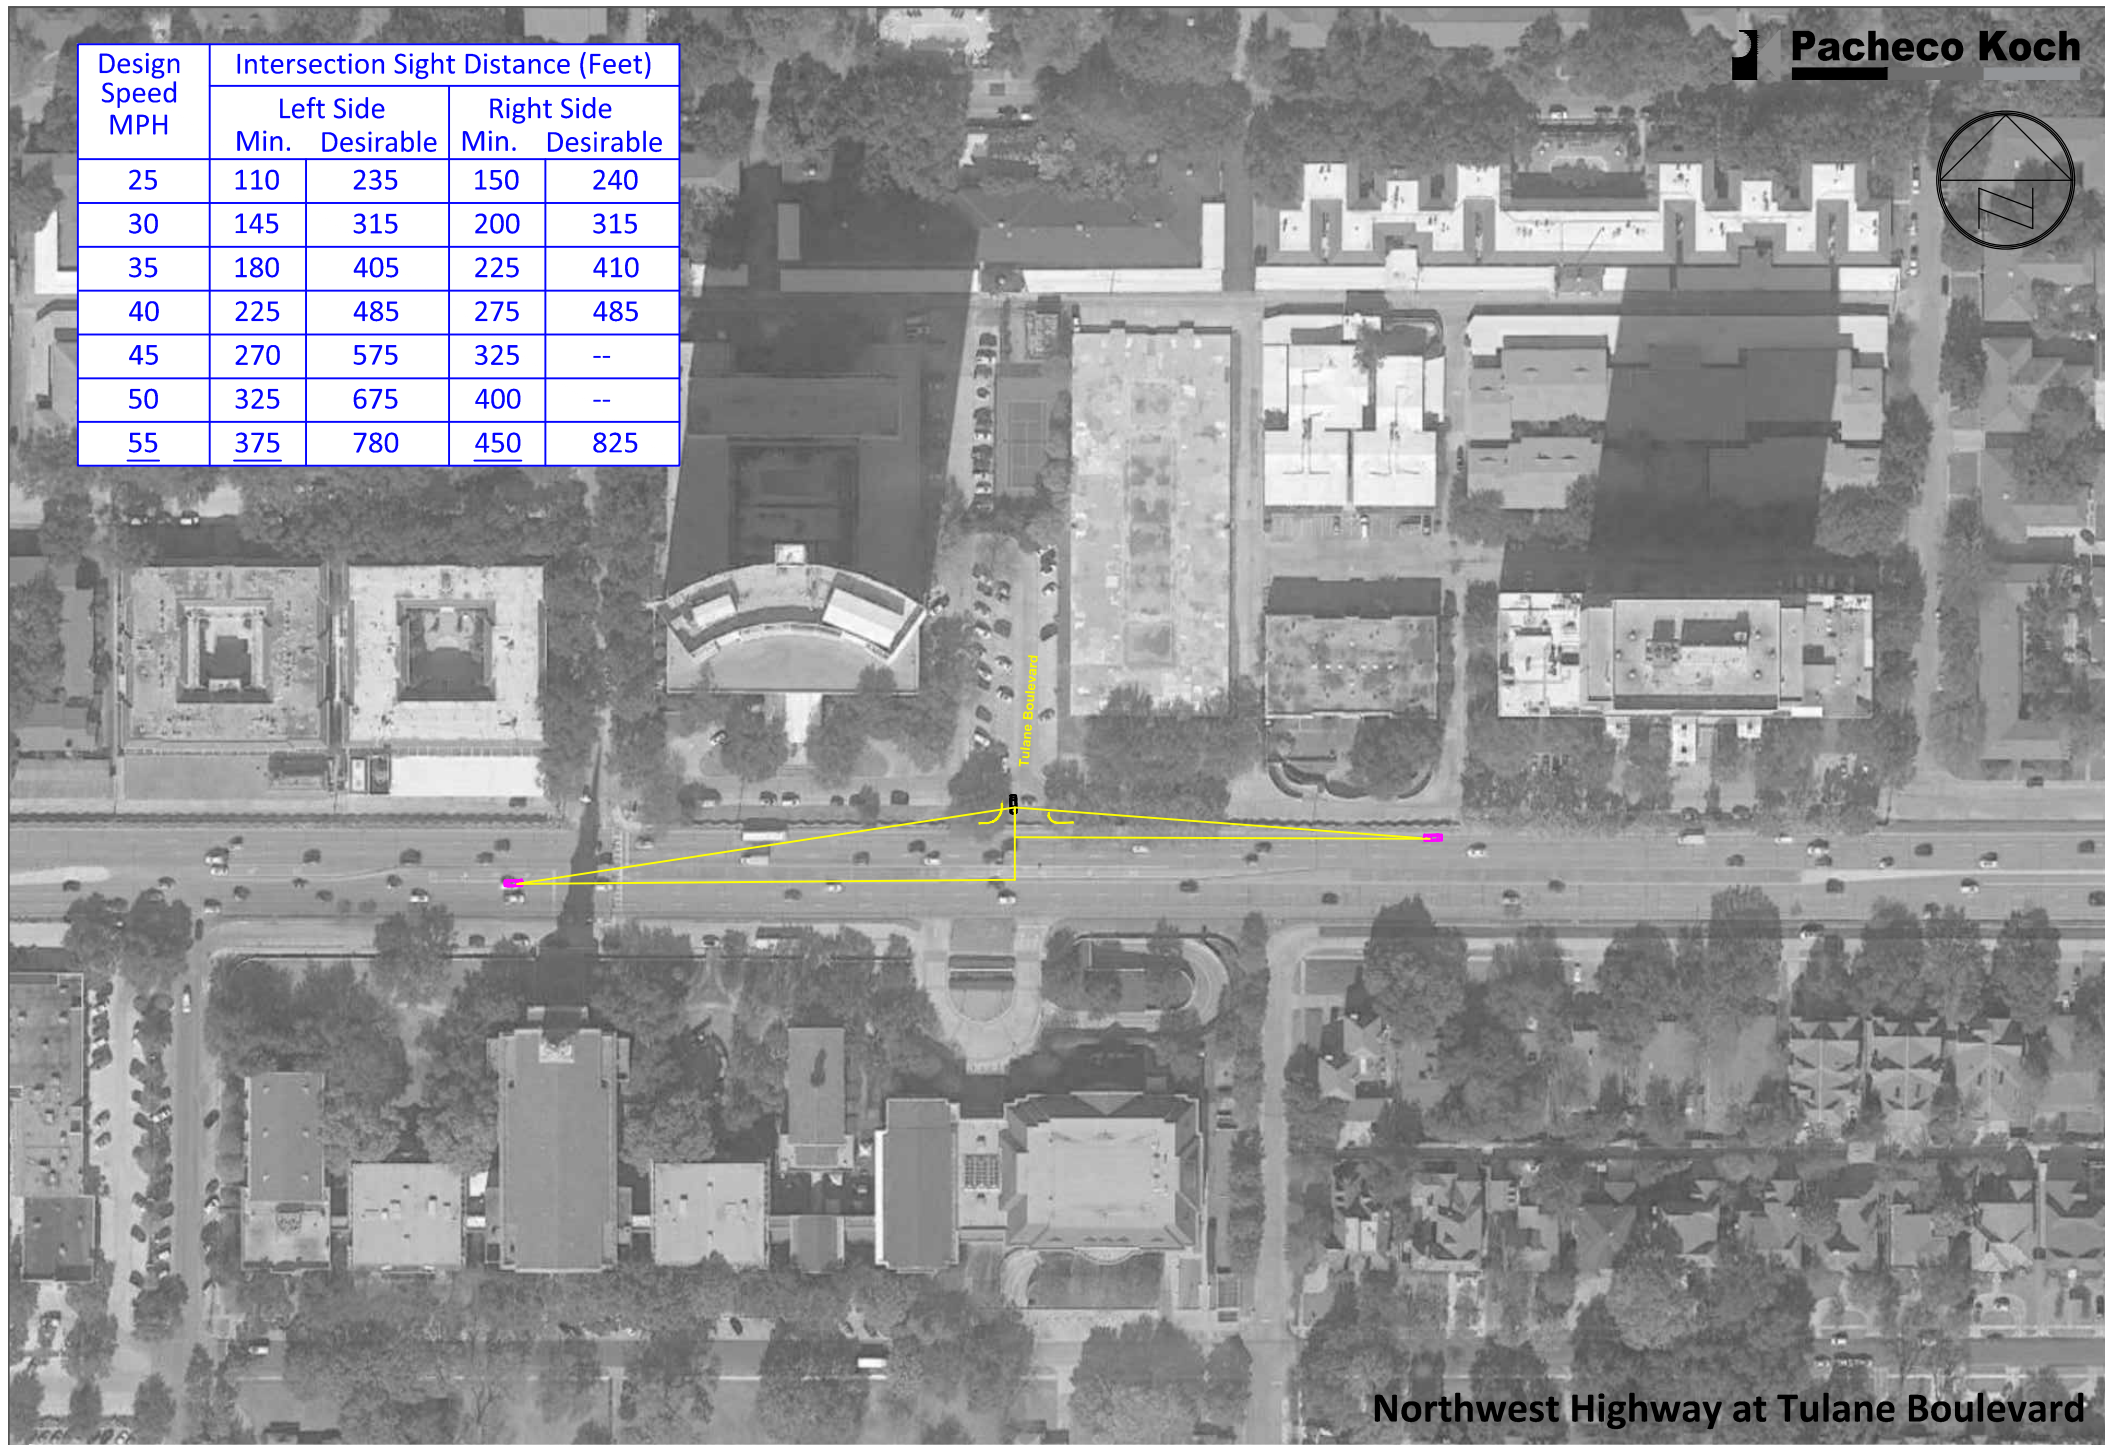 Pacheco Koch
Design Speed MPH
Intersection Sight Distance (Feet)
Left Side Right Side
Min. Desirable Min. Desirable
25 110 235 150 240
30 145 315 200 315
35 180 405 225 410
40 225 485 275 485
45 270 575 325 --
50 325 675 400 --
55 375 780 450 825
Tulane Boulevard
Northwest Highway at Tulane Boulevard